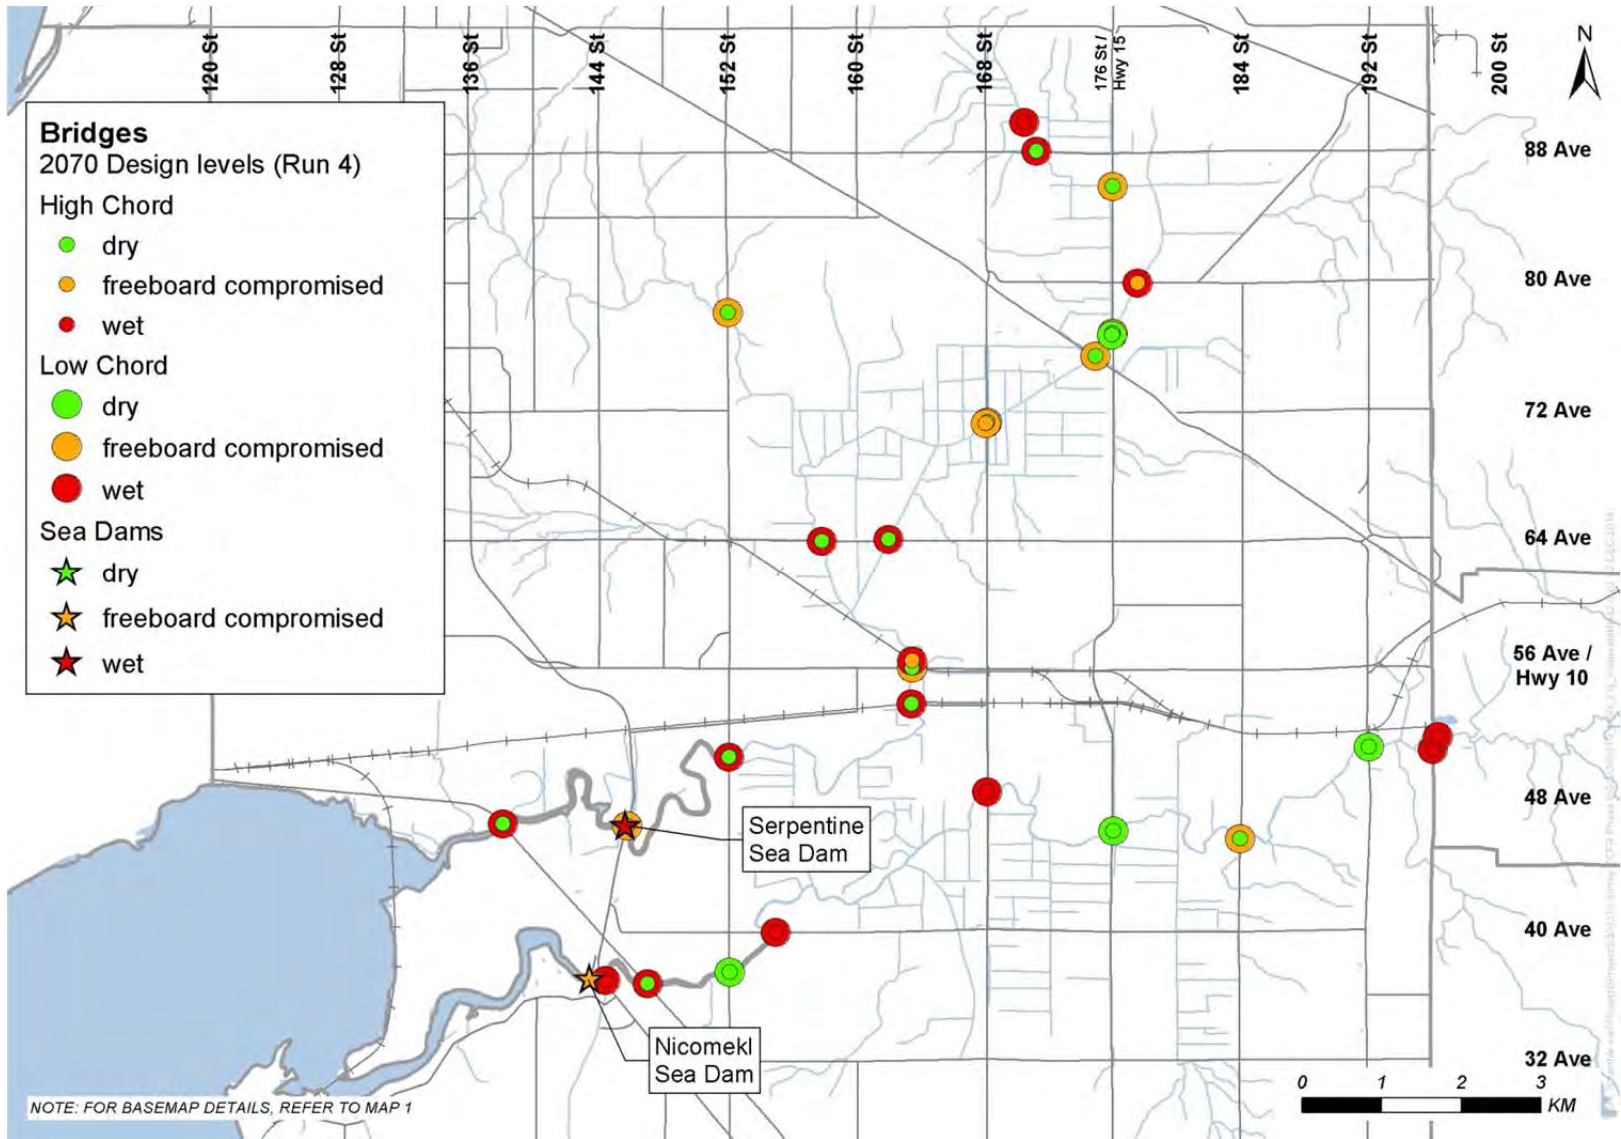 120 St
128 St
136 St
144 St
152 St
160 St
168 St
176 St /
Hwy 15
184 St
192 St
200 St
N
Bridges
2070 Design levels (Run 4)
High Chord
dry
freeboard compromised
wet
Low Chord
dry
freeboard compromised
wet
Sea Dams
dry
freeboard compromised
wet
88 Ave
80 Ave
72 Ave
64 Ave
56 Ave /
Hwy 10
48 Ave
40 Ave
32 Ave
Serpentine
Sea Dam
Nicomekl
Sea Dam
0 1 2 3
KM
NOTE: FOR BASEMAP DETAILS, REFER TO MAP 1